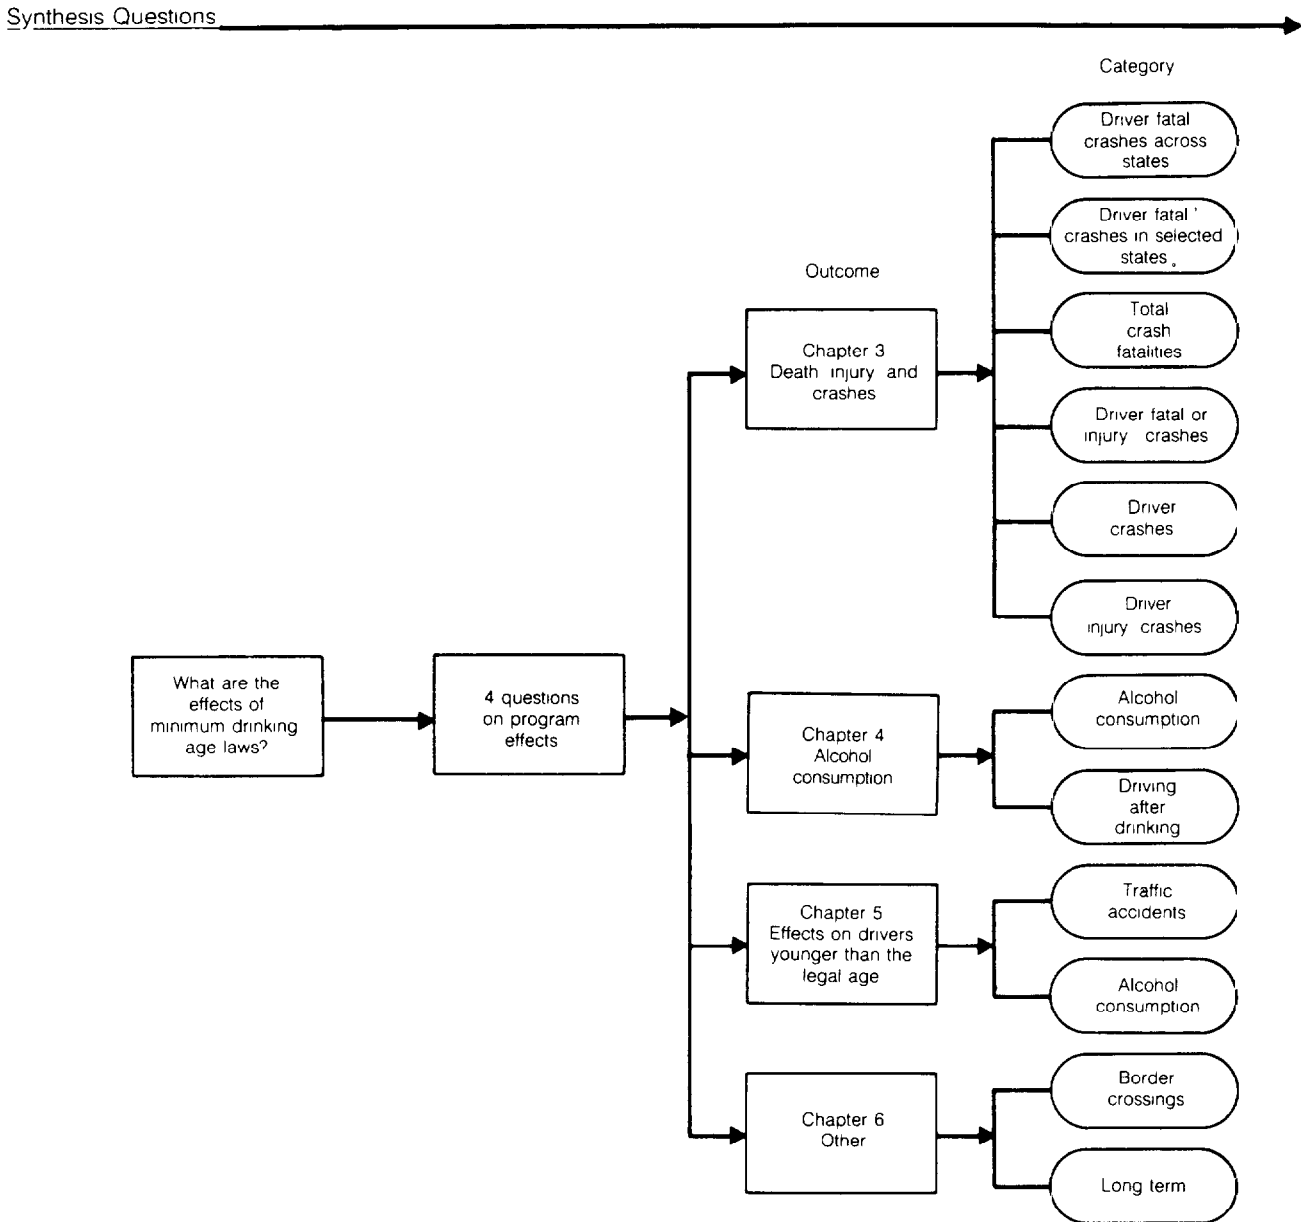 Synthesis Questions
Category
Driver fatal
crashes across
states
Driver fatal
crashes in selected
states
Outcome
Total
crash
fatalities
Chapter 3
Death injury and
crashes
Driver fatal or
injury crashes
Driver
crashes
Driver
injury crashes
What are the
effects of
minimum drinking
age laws?
4 questions
on program
effects
Chapter 4
Alcohol
consumption
Alcohol
consumption
Driving
after
drinking
Chapter 5
Effects on drivers
younger than the
legal age
Traffic
accidents
Alcohol
consumption
Chapter 6
Other
Border
crossings
Long term